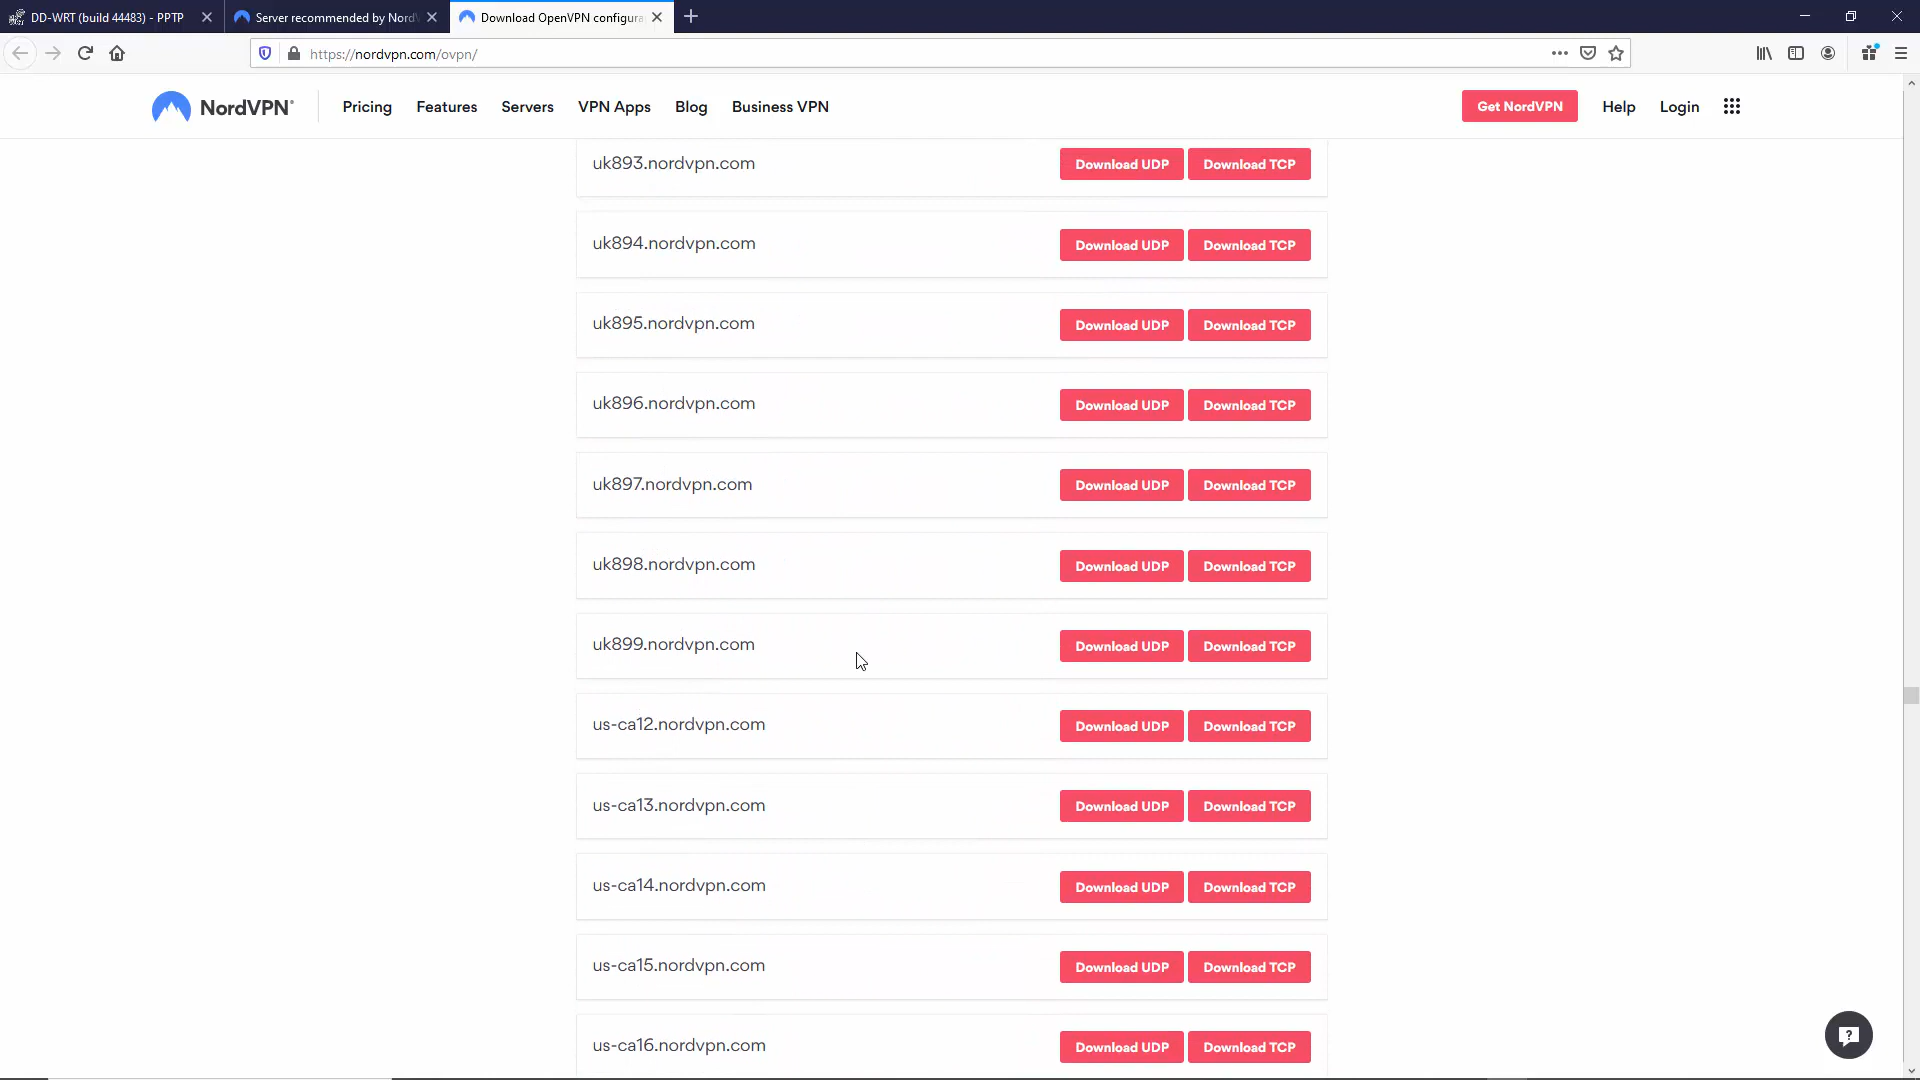 DD-WRT (build 44483) - PPTP
Server recommended by Nord
Download OpenVPN configura
https://nordvpn.com/ovpn/
NordVPN®
Pricing
Features
Servers
VPN Apps
Blog
Business VPN
Get NordVPN
Help
Login
uk893.nordvpn.com Download UDP Download TCP
uk894.nordvpn.com Download UDP Download TCP
uk895.nordvpn.com Download UDP Download TCP
uk896.nordvpn.com Download UDP Download TCP
uk897.nordvpn.com Download UDP Download TCP
uk898.nordvpn.com Download UDP Download TCP
uk899.nordvpn.com Download UDP Download TCP
us-ca12.nordvpn.com Download UDP Download TCP
us-ca13.nordvpn.com Download UDP Download TCP
us-ca14.nordvpn.com Download UDP Download TCP
us-ca15.nordvpn.com Download UDP Download TCP
us-ca16.nordvpn.com Download UDP Download TCP